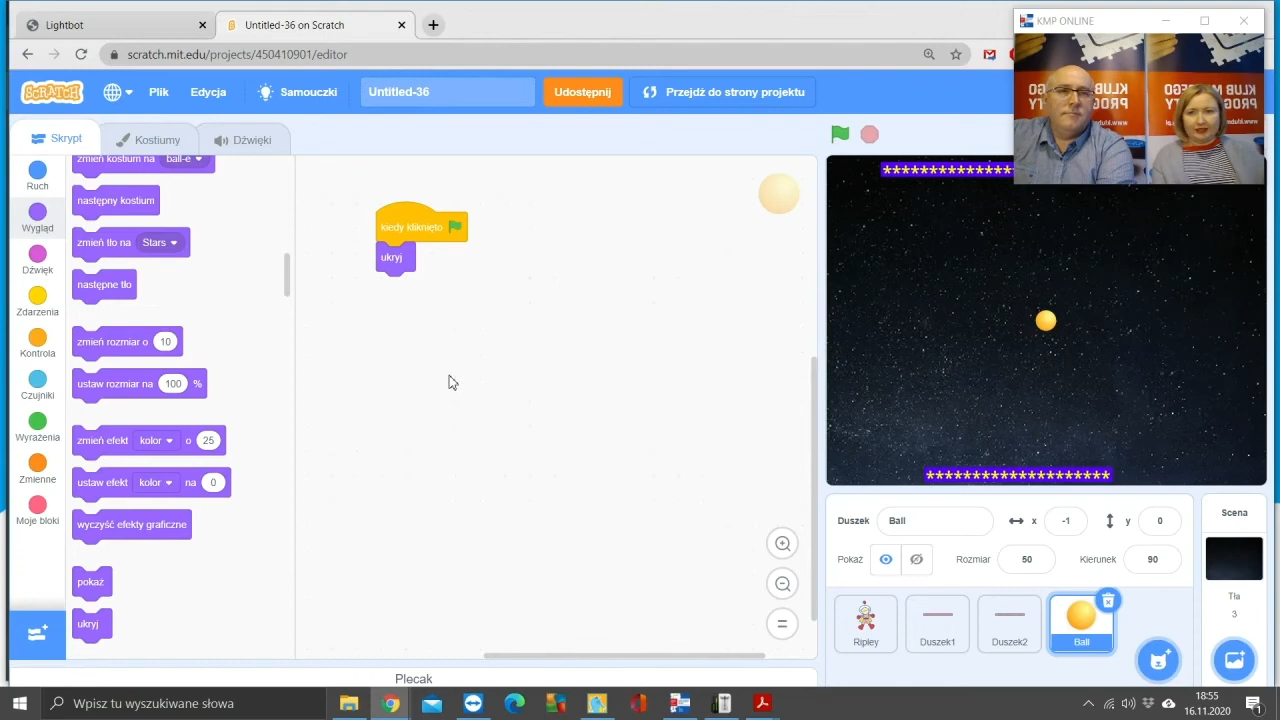 Lightbot
Untitled-36 on Scratch
KMP ONLINE
scratch.mit.edu/projects/450410901/editor
SCRATCH
Plik
Edycja
Samouczki
Untitled-36
Udostępnij
Przejdź do strony projektu
Skrypt
Kostiumy
Dźwięki
Ruch
Wygląd
Dźwięk
Zdarzenia
Kontrola
Czujniki
Wyrażenia
Zmienne
Moje bloki
zmień kostium na ball-e
następny kostium
zmień tło na Stars
następne tło
zmień rozmiar o 10
ustaw rozmiar na 100 %
zmień efekt kolor o 25
ustaw efekt kolor na 0
wyczyść efekty graficzne
pokaż
ukryj
kiedy kliknięto
ukryj
Plecak
***************
*******************
Duszek Ball x -1 y 0
Pokaż Rozmiar 50 Kierunek 90
Ripley
Duszek1
Duszek2
Ball
Scena
Tła
3
Wpisz tu wyszukiwane słowa
18:55
16.11.2020
1